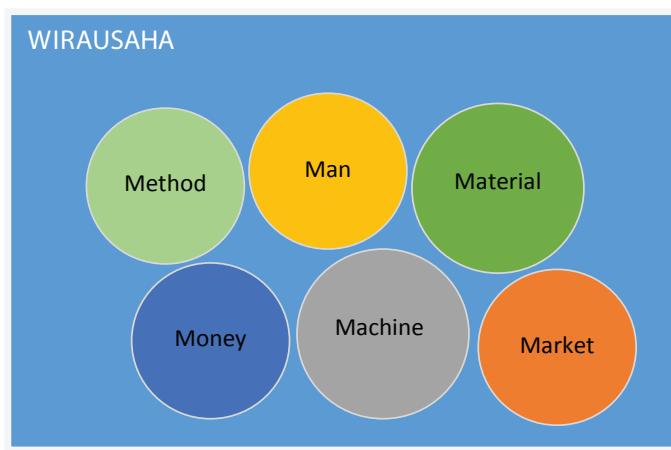 WIRAUSAHA
Method
Man
Material
Money
Machine
Market